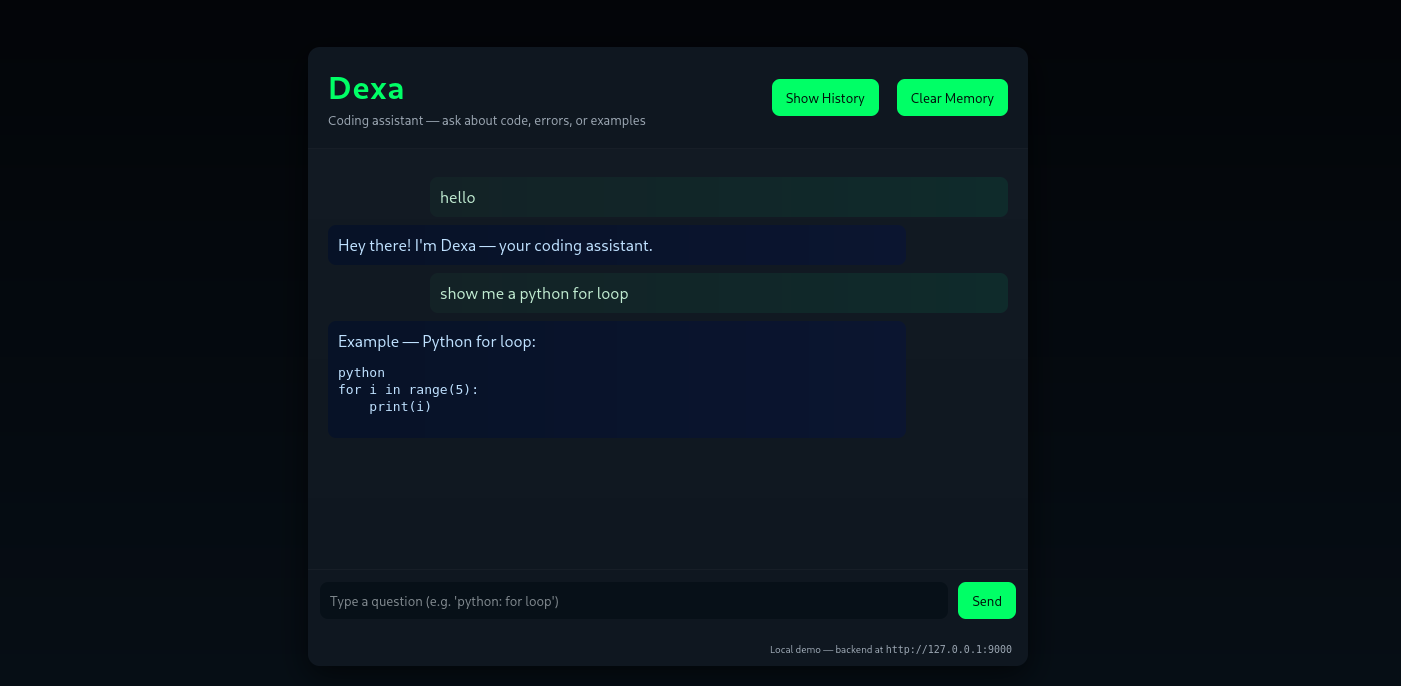 Dexa
Coding assistant — ask about code, errors, or examples
Show History
Clear Memory
hello
Hey there! I'm Dexa — your coding assistant.
show me a python for loop
Example — Python for loop:
python
for i in range(5):
    print(i)
Type a question (e.g. 'python: for loop')
Send
Local demo — backend at http://127.0.0.1:9000